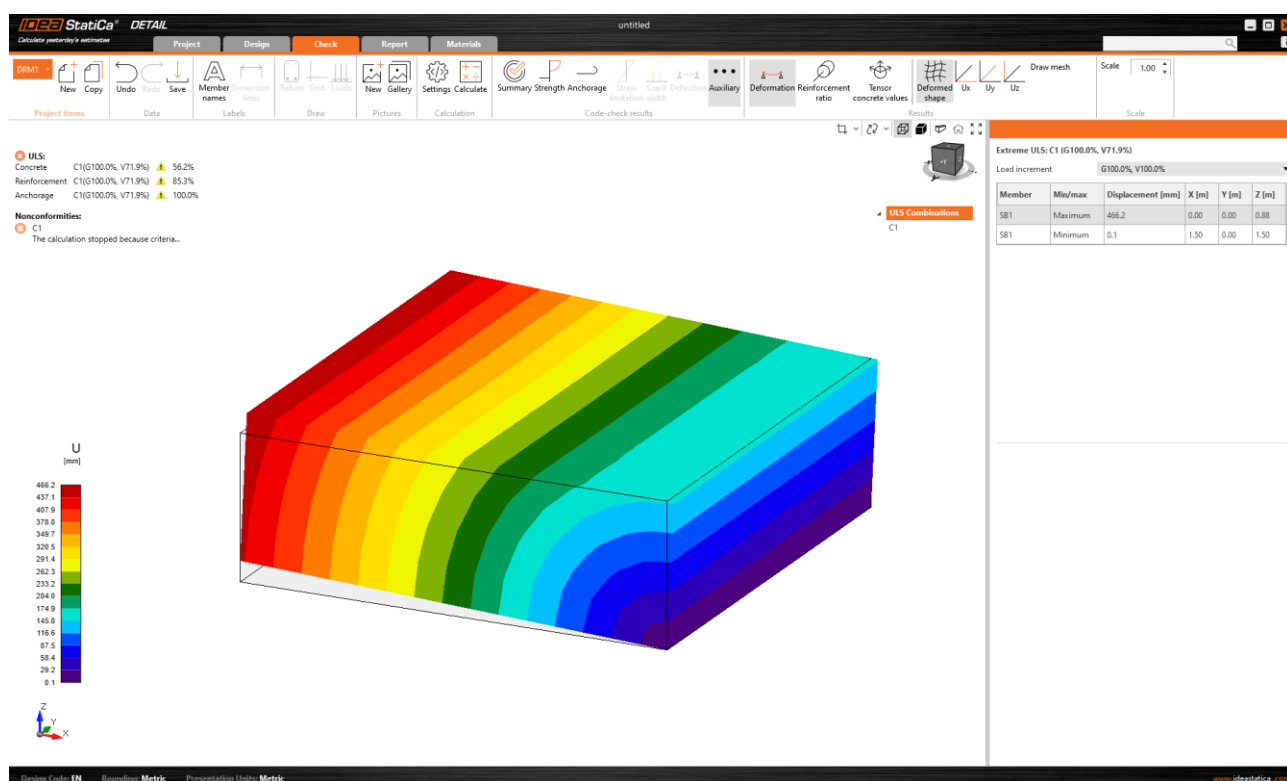 IDEA StatiCa® DETAIL
untitled
Calculate yesterday's estimates
Project Design Check Report Materials
DRM1
New Copy Undo Redo Save Member names Dimension lines Rebars Grid Loads New Gallery Settings Calculate Summary Strength Anchorage Stress limitation Crack width Deflection Auxiliary Deformation Reinforcement ratio Tensor concrete values Deformed shape Ux Uy Uz Draw mesh Scale 1.00
Project items Data Labels Draw Pictures Calculation Code-check results Results Scale
ULS:
Concrete C1(G100.0%, V71.9%) 56.2%
Reinforcement C1(G100.0%, V71.9%) 85.3%
Anchorage C1(G100.0%, V71.9%) 100.0%
Nonconformities:
C1
The calculation stopped because criteria...
ULS Combinations
C1
Extreme ULS: C1 (G100.0%, V71.9%)
Load increment G100.0%, V100.0%
Member Min/max Displacement [mm] X [m] Y [m] Z [m]
SB1 Maximum 466.2 0.00 0.00 0.88
SB1 Minimum 0.1 1.50 0.00 1.50
U
[mm]
466.2
437.1
407.9
378.8
349.7
320.5
291.4
262.3
233.2
204.0
174.9
145.8
116.6
87.5
58.4
29.2
0.1
Z
Y
X
Design Code: EN Rounding: Metric Presentation Units: Metric
www.ideastatica.com